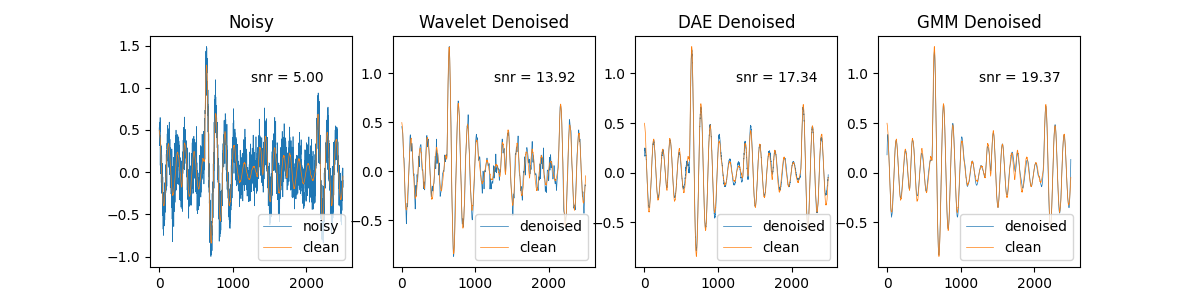 Noisy
Wavelet Denoised
DAE Denoised
GMM Denoised
1.5
1.0
0.5
0.0
−0.5
−1.0
snr = 5.00
noisy
clean
0
1000
2000
1.0
0.5
0.0
−0.5
snr = 13.92
denoised
clean
0
1000
2000
1.0
0.5
0.0
−0.5
snr = 17.34
denoised
clean
0
1000
2000
1.0
0.5
0.0
−0.5
snr = 19.37
denoised
clean
0
1000
2000